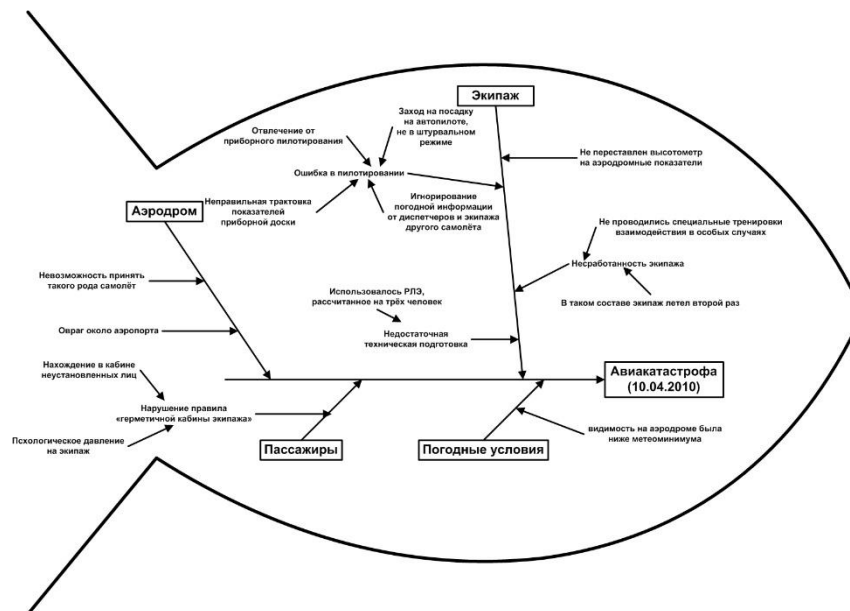 Экипаж
Заход на посадку
на автопилоте,
не в штурвальном
режиме
Отвлечение от
приборного пилотирования
Не переставлен высотометр
на аэродромные показатели
Ошибка в пилотировании
Неправильная трактовка
показателей
приборной доски
Игнорирование
погодной информации
от диспетчеров и экипажа
другого самолёта
Аэродром
Не проводились специальные тренировки
взаимодействия в особых случаях
Несработанность экипажа
Невозможность принять
такого рода самолёт
Использовалось РЛЭ,
рассчитанное на трёх человек
В таком составе экипаж летел второй раз
Овраг около аэропорта
Недостаточная
техническая подготовка
Нахождение в кабине
неустановленных лиц
Авиакатастрофа
(10.04.2010)
Нарушение правила
«герметичной кабины экипажа»
Псхологическое давление
на экипаж
Пассажиры
Погодные условия
видимость на аэродроме была
ниже метеоминимума